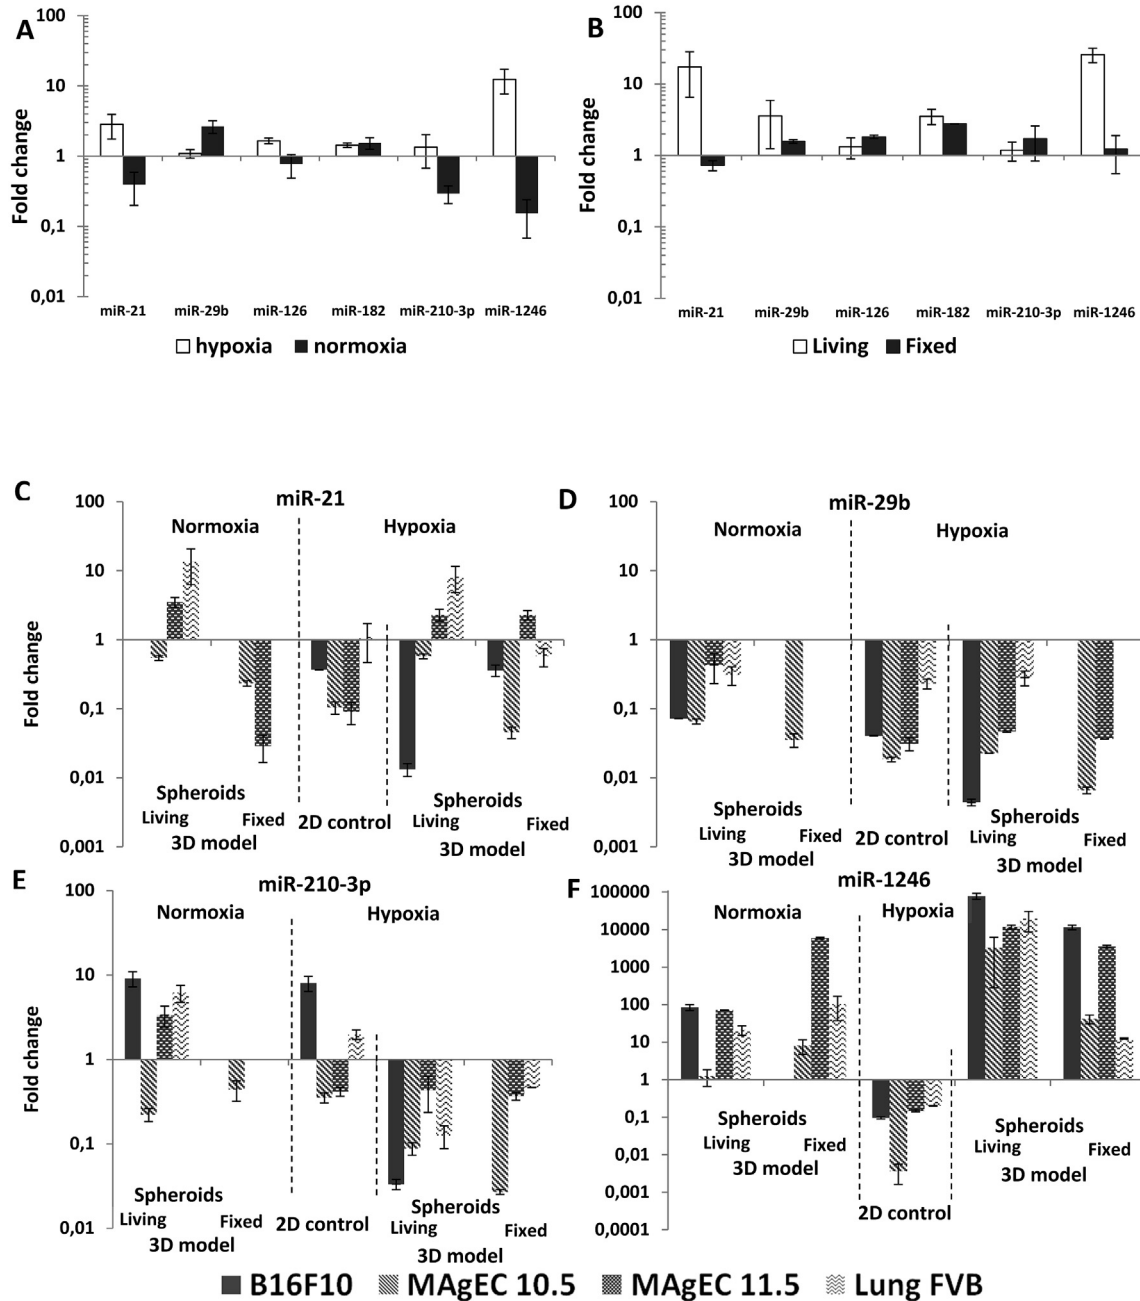 A
Fold change
100
10
1
0,1
0,01
miR-21 miR-29b miR-126 miR-182 miR-210-3p miR-1246
hypoxia normoxia
B
Fold change
100
10
1
0,1
0,01
miR-21 miR-29b miR-126 miR-182 miR-210-3p miR-1246
Living Fixed
C
miR-21
Fold change
100
10
1
0,1
0,01
0,001
Normoxia Hypoxia
Spheroids Spheroids
Living Fixed 2D control Living Fixed
3D model 3D model
D
miR-29b
100
10
1
0,1
0,01
0,001
Normoxia Hypoxia
Spheroids Spheroids
Living Fixed 2D control Living Fixed
3D model 3D model
E
miR-210-3p
Fold change
100
10
1
0,1
0,01
Normoxia Hypoxia
Spheroids Spheroids
Living Fixed 2D control Living Fixed
3D model 3D model
F
miR-1246
100000
10000
1000
100
10
1
0,1
0,01
0,001
0,0001
Normoxia Hypoxia
Spheroids Spheroids
Living Fixed Living Fixed
3D model 2D control 3D model
B16F10 MAgEC 10.5 MAgEC 11.5 Lung FVB